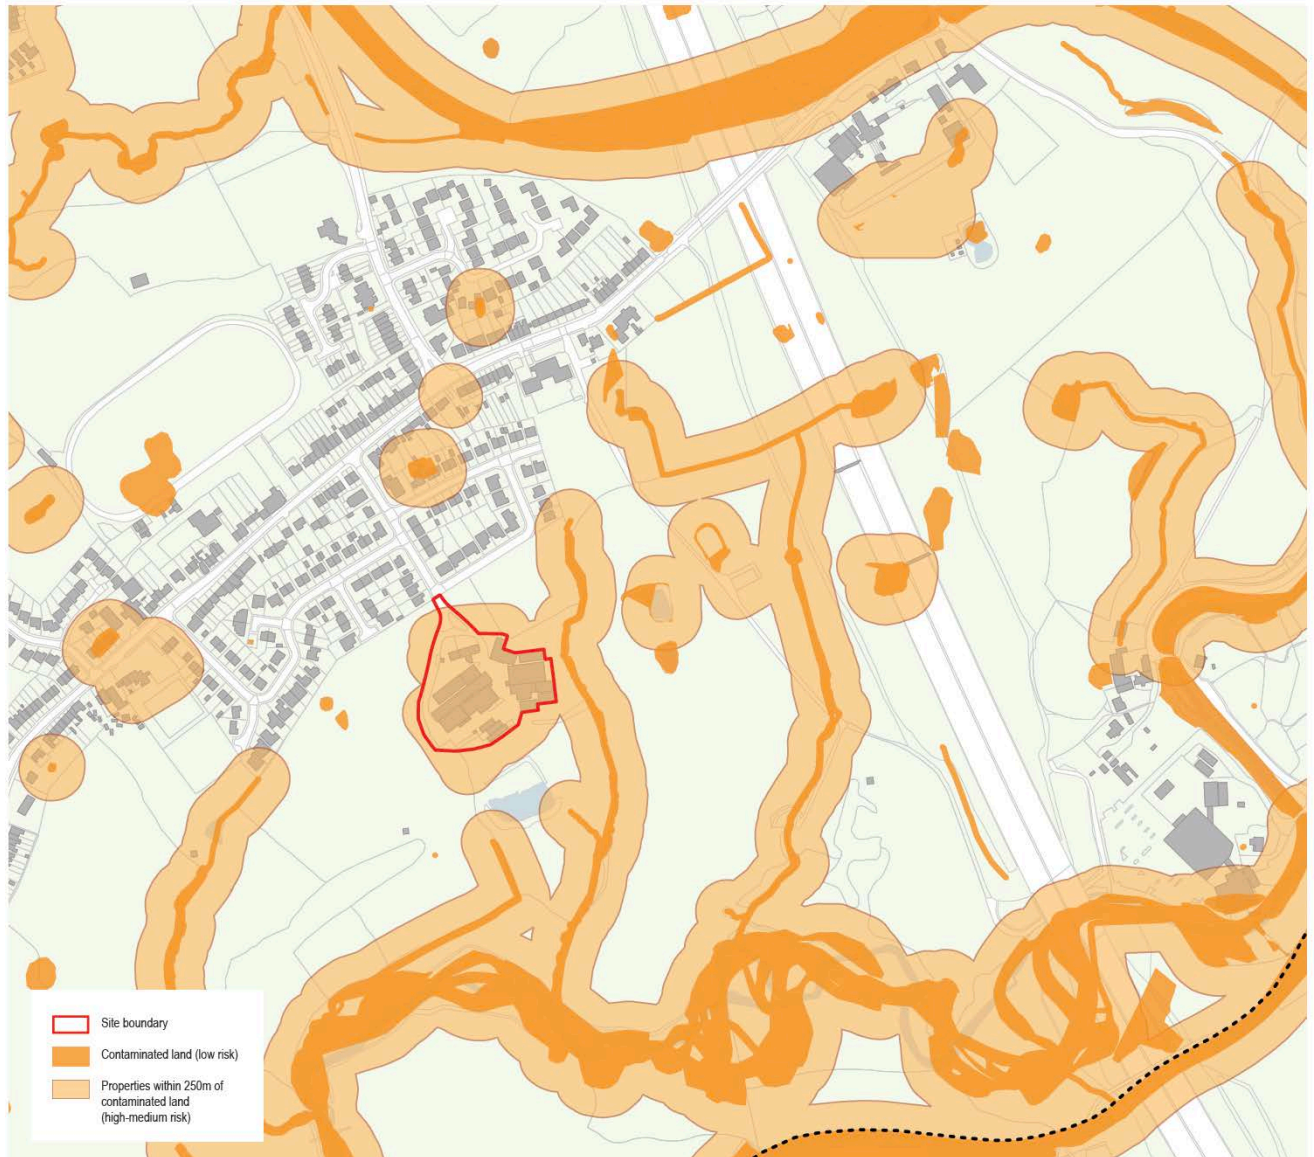 Site boundary
Contaminated land (low risk)
Properties within 250m of
contaminated land
(high-medium risk)